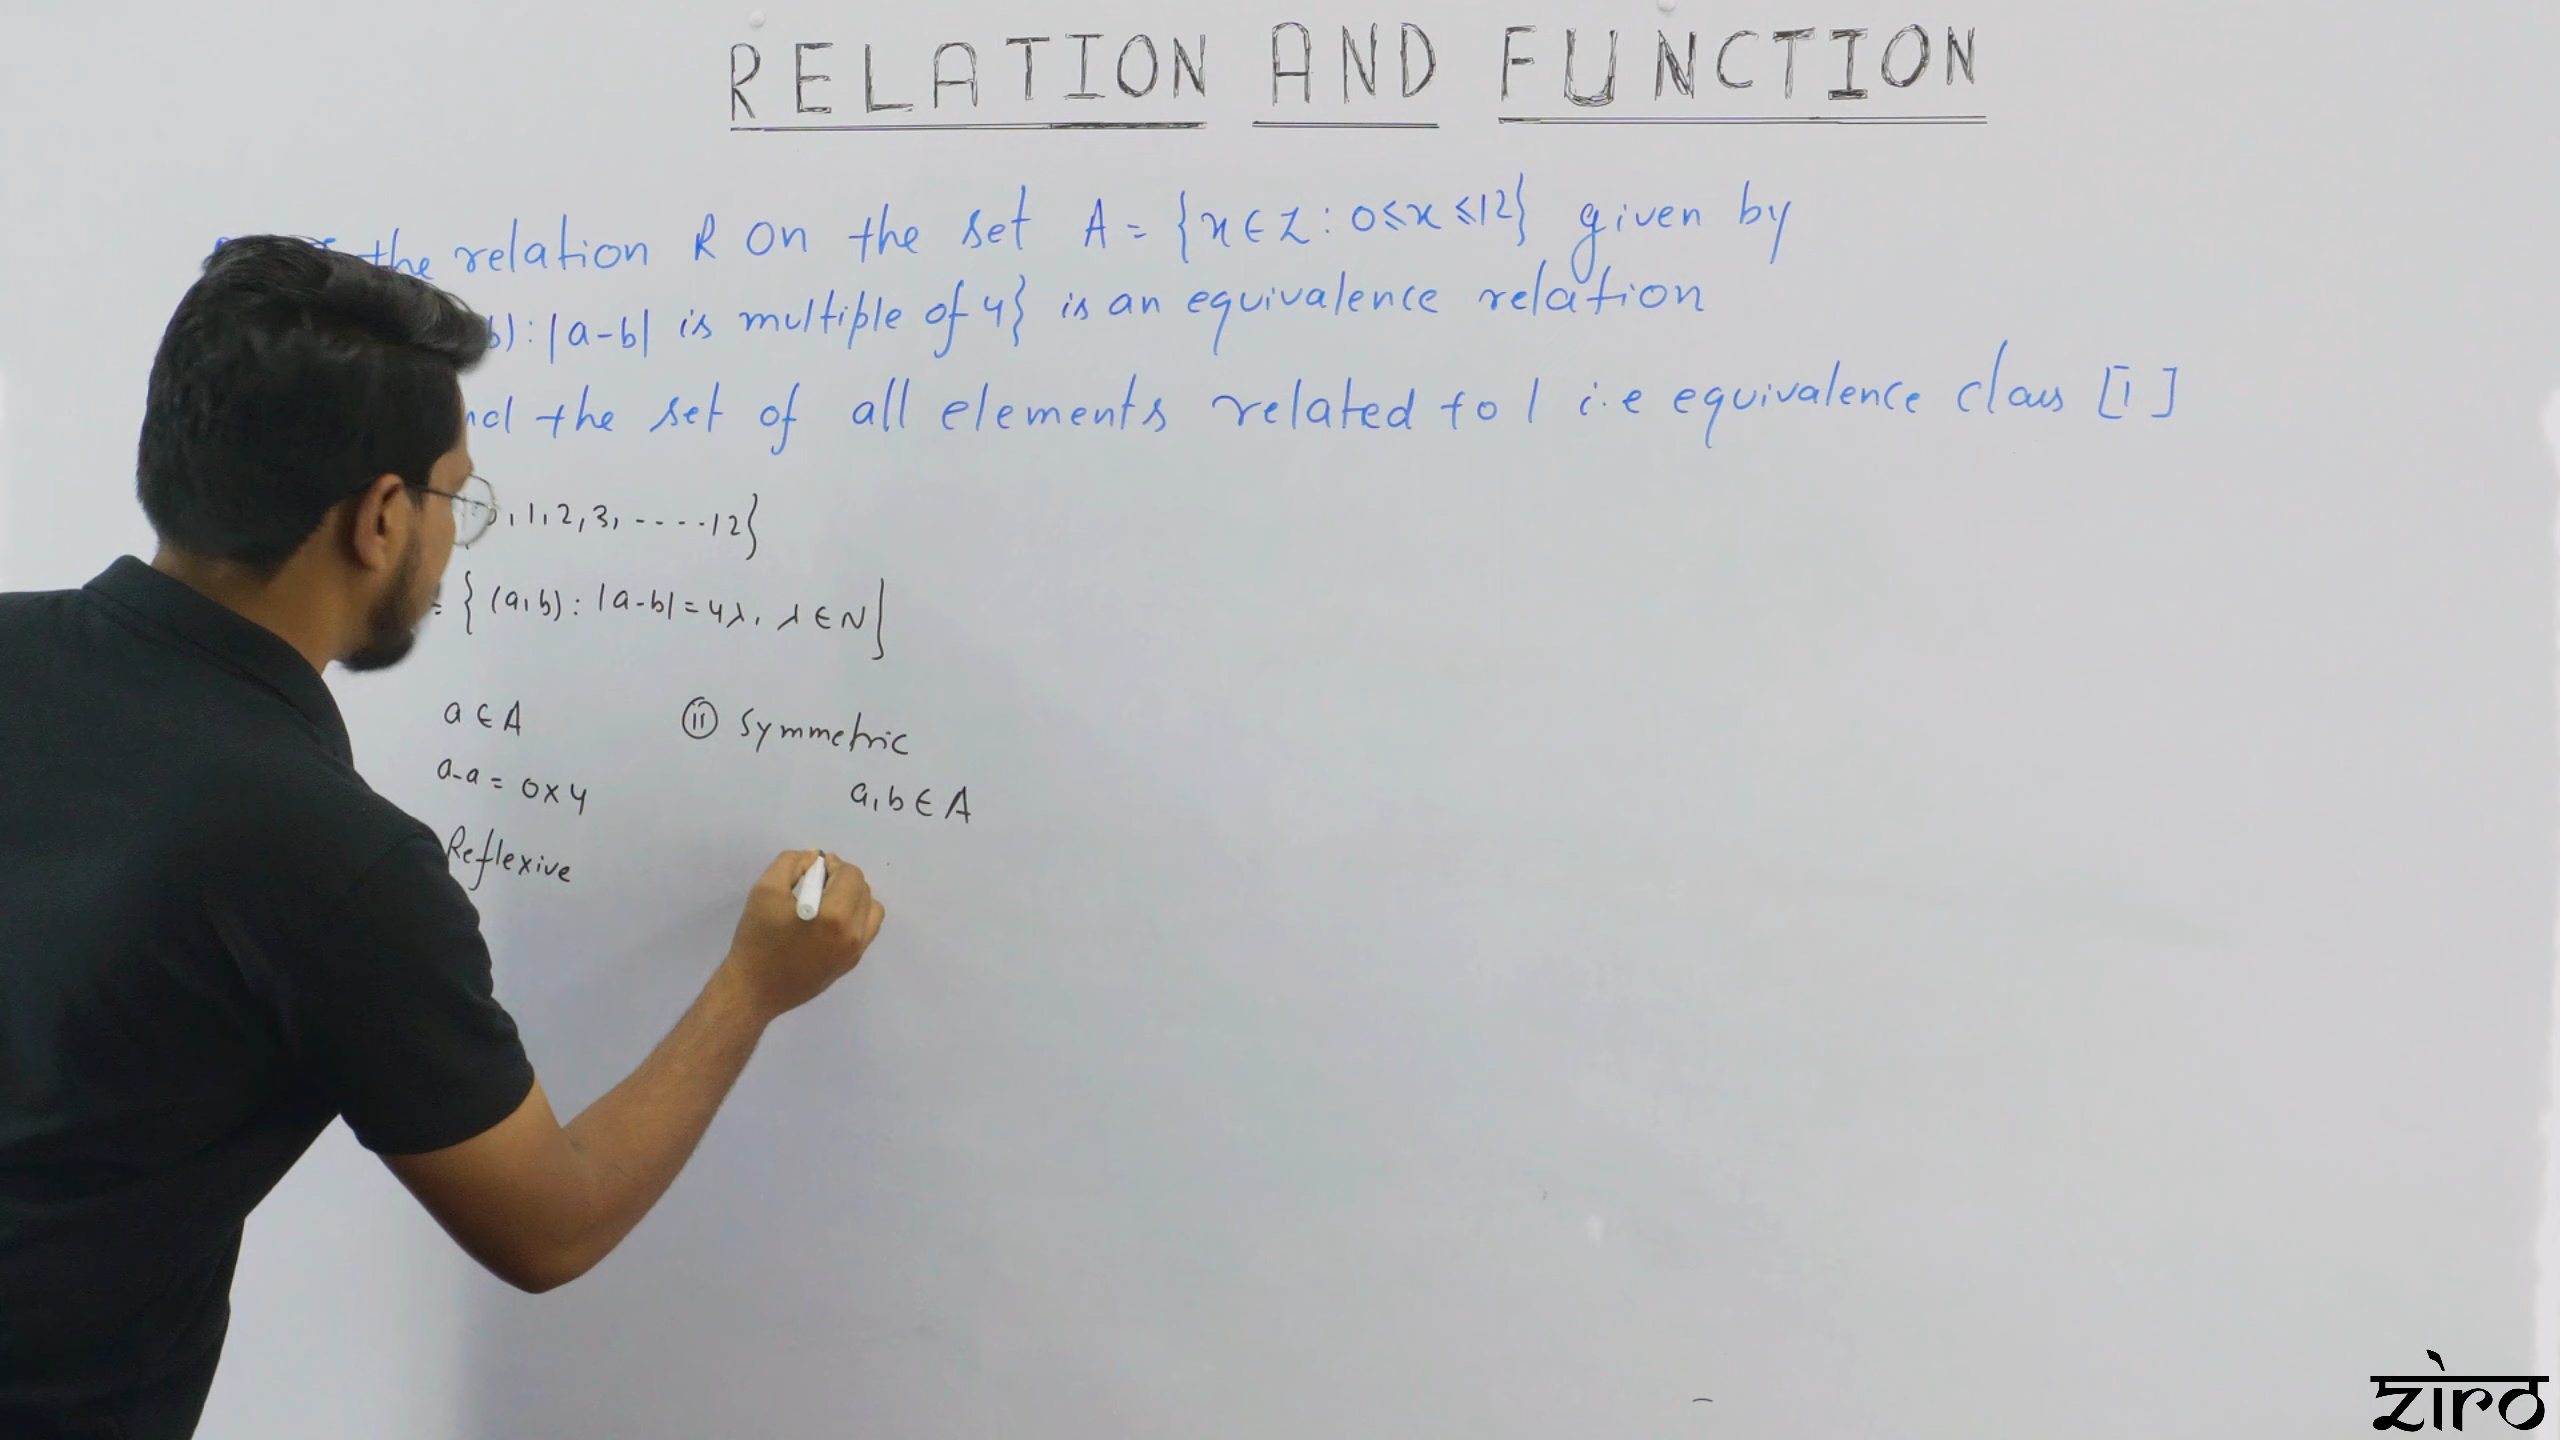 RELATION AND FUNCTION
the relation R on the set A = {x ∈ Z : 0 ≤ x ≤ 12} given by
b) : |a-b| is multiple of 4} is an equivalence relation
the set of all elements related to 1 i.e equivalence class [1]
, 1, 2, 3, ----- 12}
= {(a, b) : |a-b| = 4λ, λ ∈ N}
a ∈ A
a-a = 0×4
Reflexive
(ii) Symmetric
a, b ∈ A
zirо